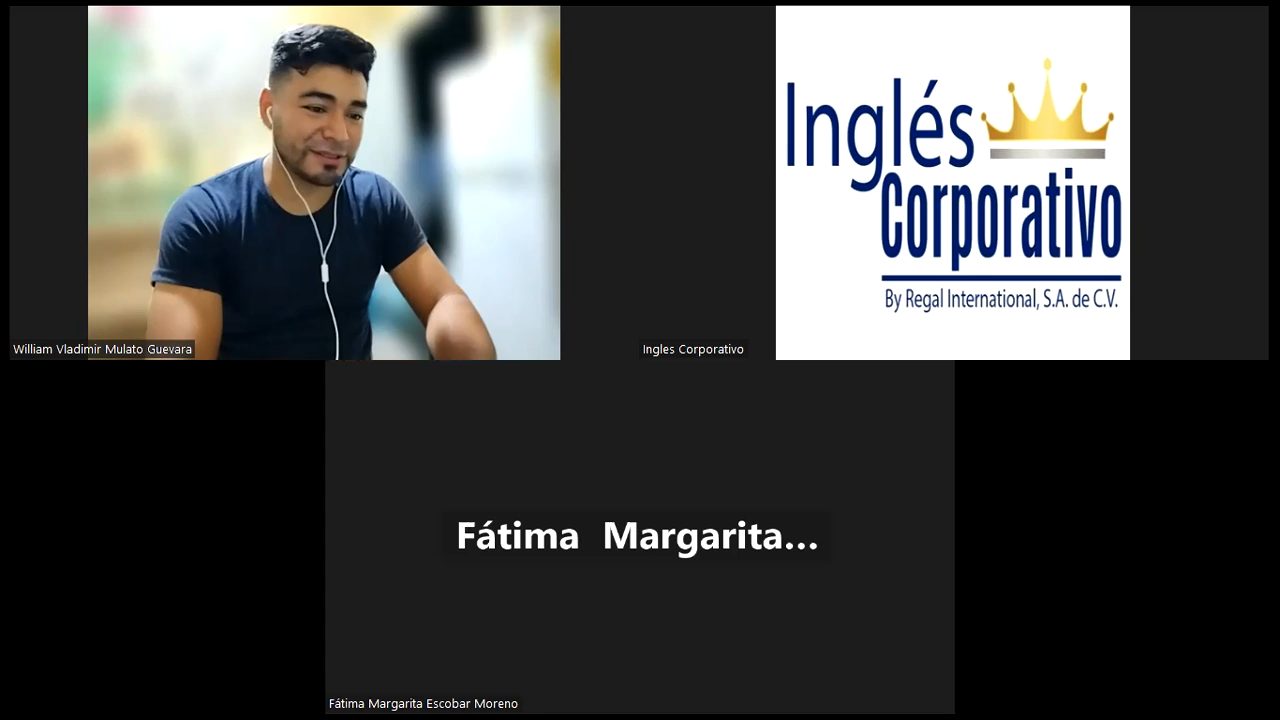 Inglés
Corporativo
By Regal International, S.A. de C.V.
William Vladimir Mulato Guevara
Ingles Corporativo
Fátima Margarita...
Fátima Margarita Escobar Moreno